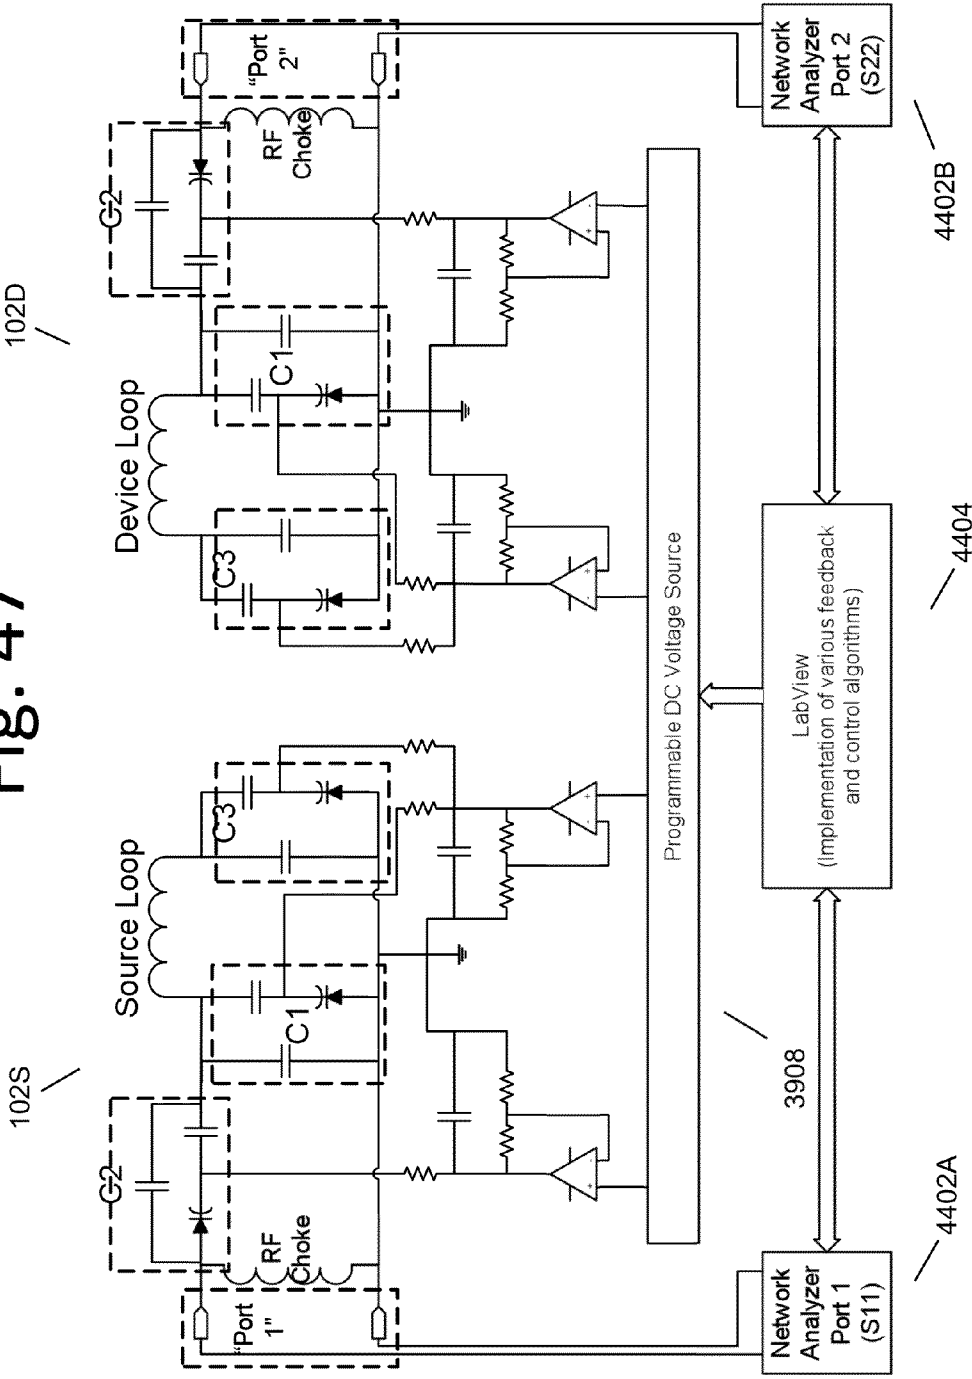 Fig. 47
102S
102D
C2
Source Loop
Device Loop
C2
C3
C3
C1
C1
"Port
1"
RF
Choke
RF
Choke
"Port
2"
Programmable DC Voltage Source
3908
Network
Analyzer
Port 1
(S11)
LabView
(Implementation of various feedback
and control algorithms)
Network
Analyzer
Port 2
(S22)
4402A
4404
4402B